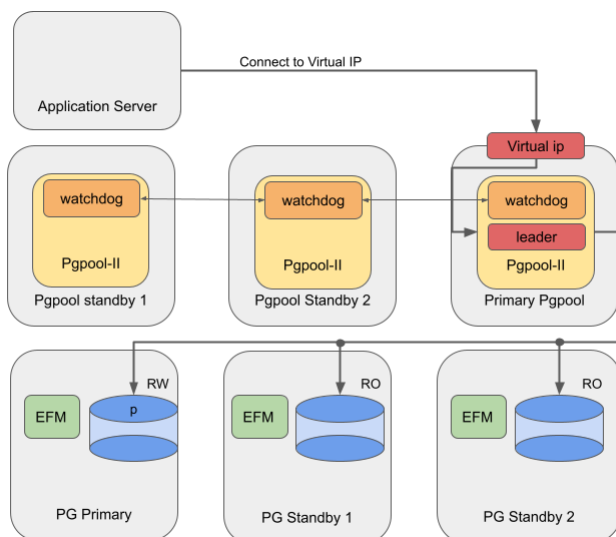 Connect to Virtual IP
Application Server
Virtual ip
watchdog
watchdog
watchdog
leader
Pgpool-II
Pgpool-II
Pgpool-II
Pgpool standby 1
Pgpool Standby 2
Primary Pgpool
RW
RO
RO
EFM
p
EFM
EFM
PG Primary
PG Standby 1
PG Standby 2